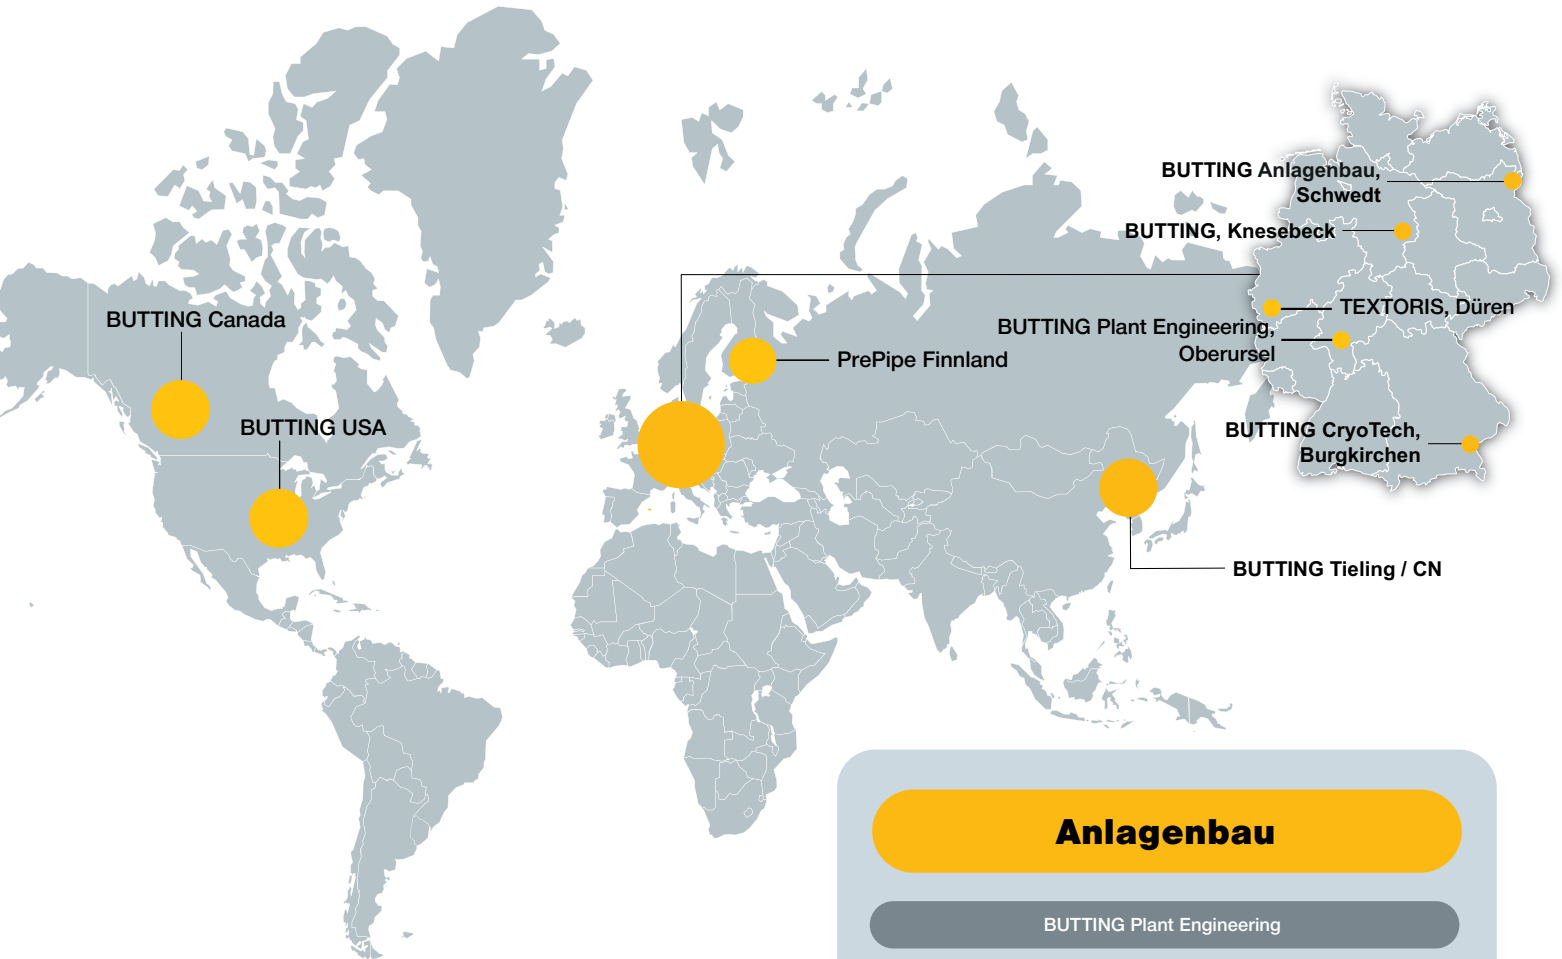 BUTTING Anlagenbau,
Schwedt
BUTTING, Knesebeck
TEXTORIS, Düren
BUTTING Plant Engineering,
Oberursel
BUTTING CryoTech,
Burgkirchen
BUTTING Canada
BUTTING USA
PrePipe Finnland
BUTTING Tieling / CN
Anlagenbau
BUTTING Plant Engineering